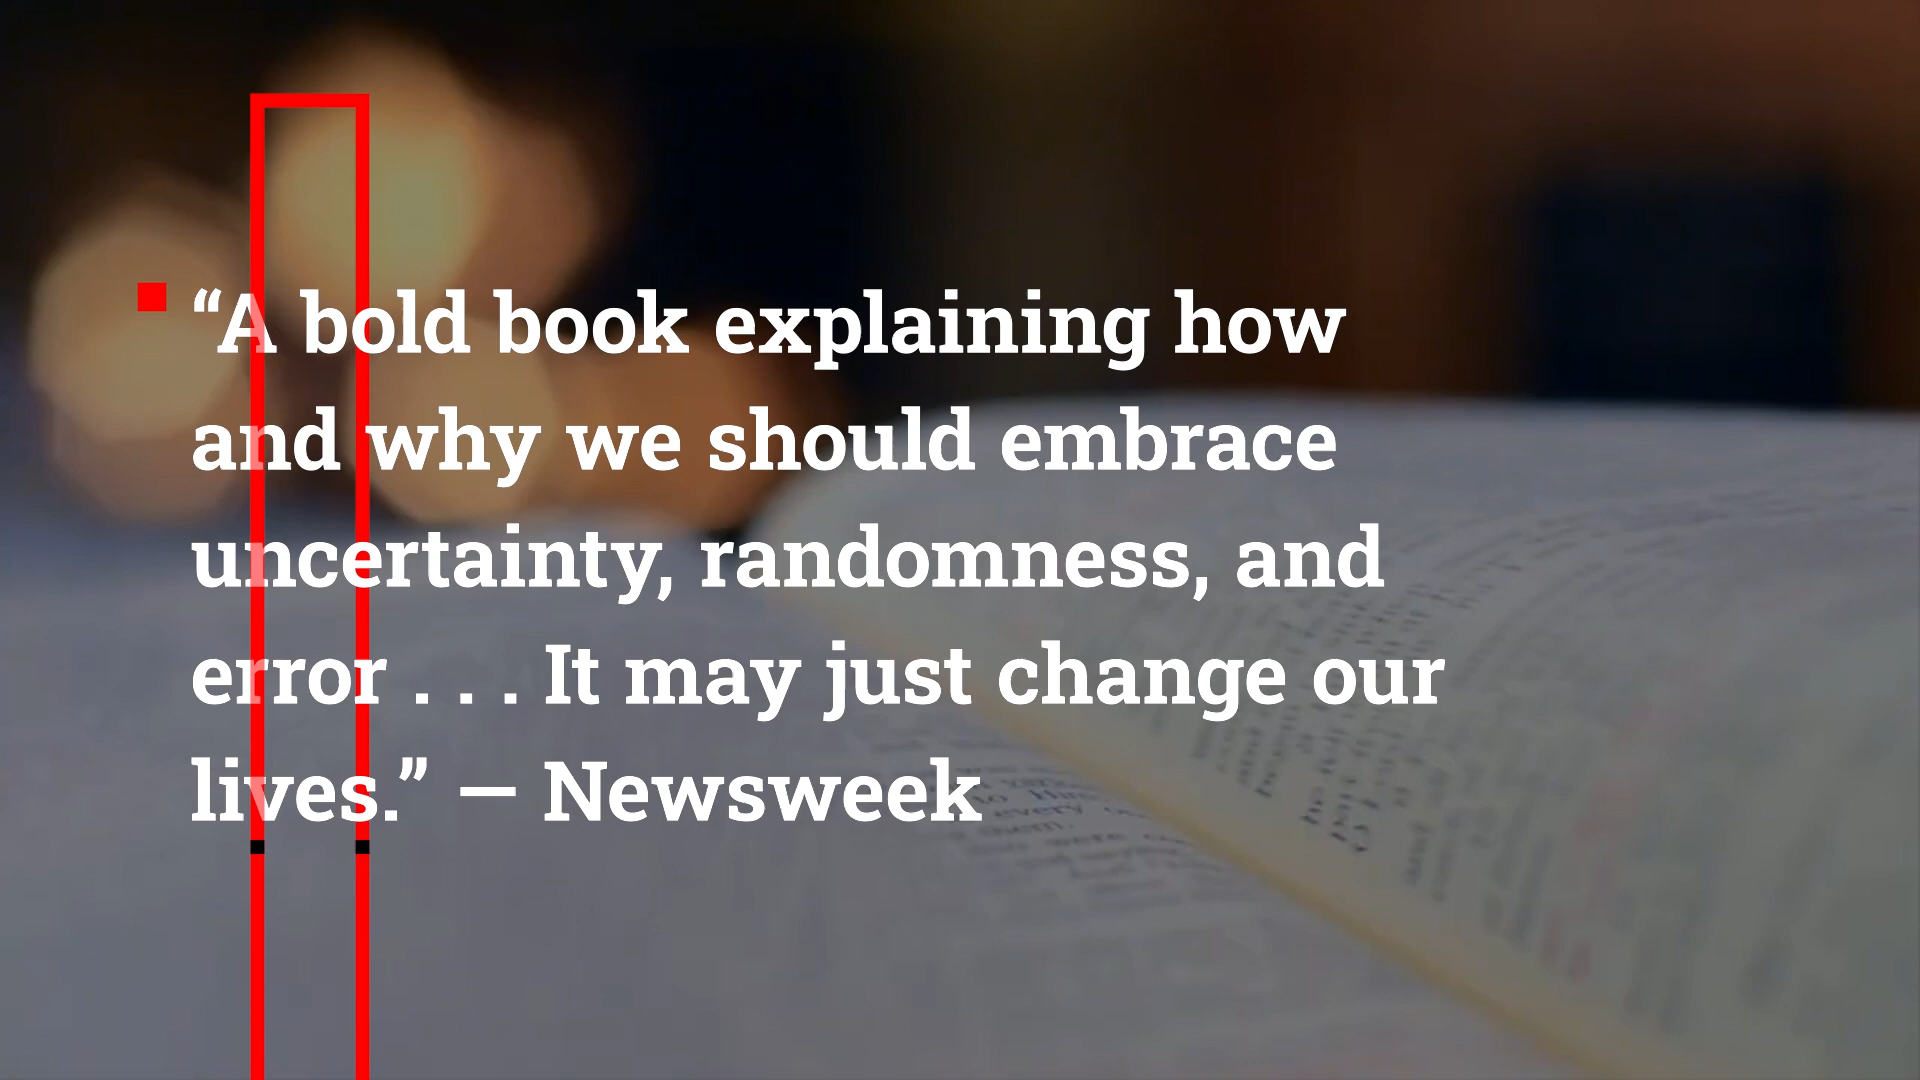 “A bold book explaining how
and why we should embrace
uncertainty, randomness, and
error . . . It may just change our
lives.” — Newsweek